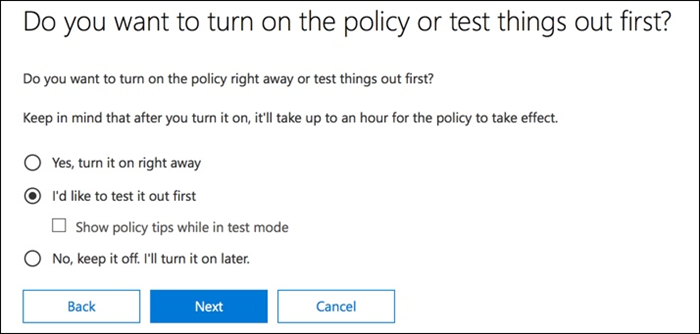 Do you want to turn on the policy or test things out first?
Do you want to turn on the policy right away or test things out first?
Keep in mind that after you turn it on, it'll take up to an hour for the policy to take effect.
Yes, turn it on right away
I'd like to test it out first
Show policy tips while in test mode
No, keep it off. I'll turn it on later.
Back Next Cancel